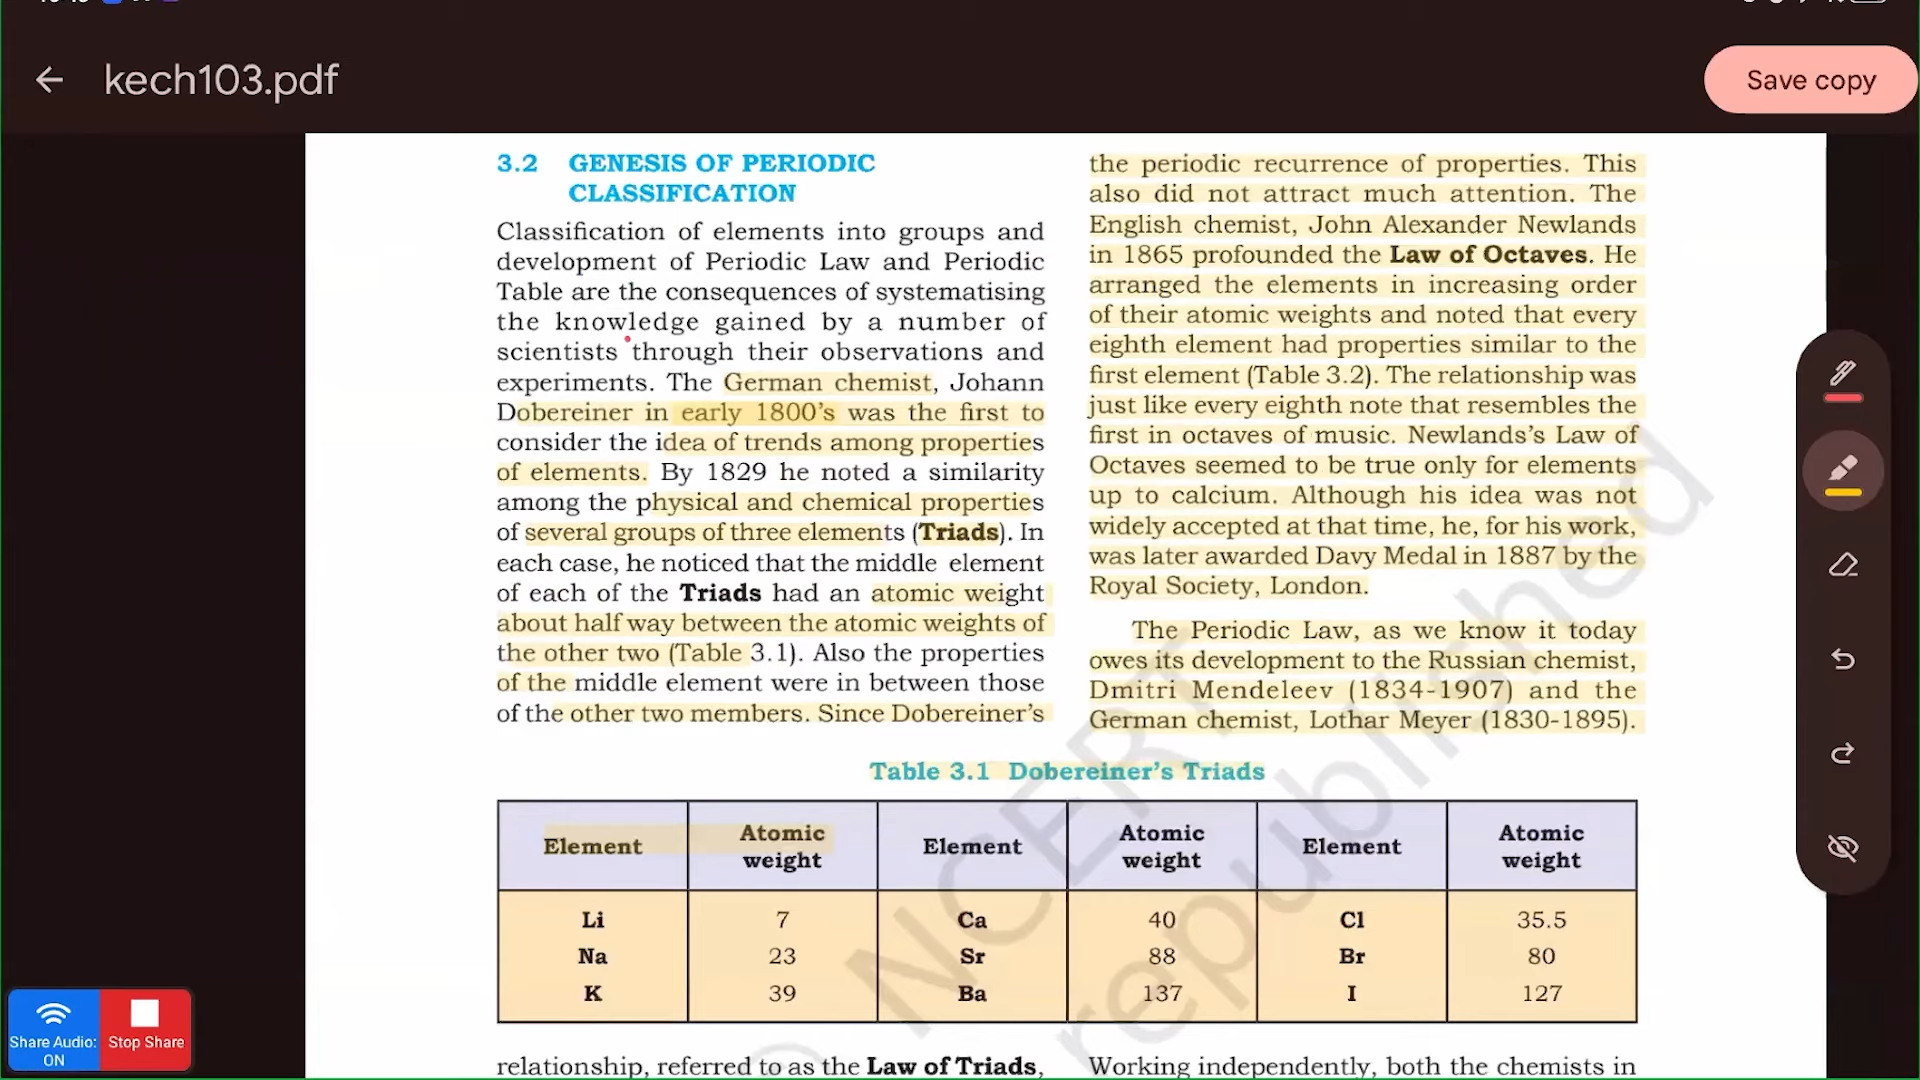 kech103.pdf
Save copy
3.2 GENESIS OF PERIODIC
CLASSIFICATION
Classification of elements into groups and
development of Periodic Law and Periodic
Table are the consequences of systematising
the knowledge gained by a number of
scientists through their observations and
experiments. The German chemist, Johann
Dobereiner in early 1800's was the first to
consider the idea of trends among properties
of elements. By 1829 he noted a similarity
among the physical and chemical properties
of several groups of three elements (Triads). In
each case, he noticed that the middle element
of each of the Triads had an atomic weight
about half way between the atomic weights of
the other two (Table 3.1). Also the properties
of the middle element were in between those
of the other two members. Since Dobereiner's
the periodic recurrence of properties. This
also did not attract much attention. The
English chemist, John Alexander Newlands
in 1865 profounded the Law of Octaves. He
arranged the elements in increasing order
of their atomic weights and noted that every
eighth element had properties similar to the
first element (Table 3.2). The relationship was
just like every eighth note that resembles the
first in octaves of music. Newlands's Law of
Octaves seemed to be true only for elements
up to calcium. Although his idea was not
widely accepted at that time, he, for his work,
was later awarded Davy Medal in 1887 by the
Royal Society, London.
The Periodic Law, as we know it today
owes its development to the Russian chemist,
Dmitri Mendeleev (1834-1907) and the
German chemist, Lothar Meyer (1830-1895).
Table 3.1 Dobereiner's Triads
Element Atomic weight Element Atomic weight Element Atomic weight
Li 7 Ca 40 Cl 35.5
Na 23 Sr 88 Br 80
K 39 Ba 137 I 127
relationship, referred to as the Law of Triads,
Working independently, both the chemists in
NCERT
republished
Share Audio:
ON
Stop Share